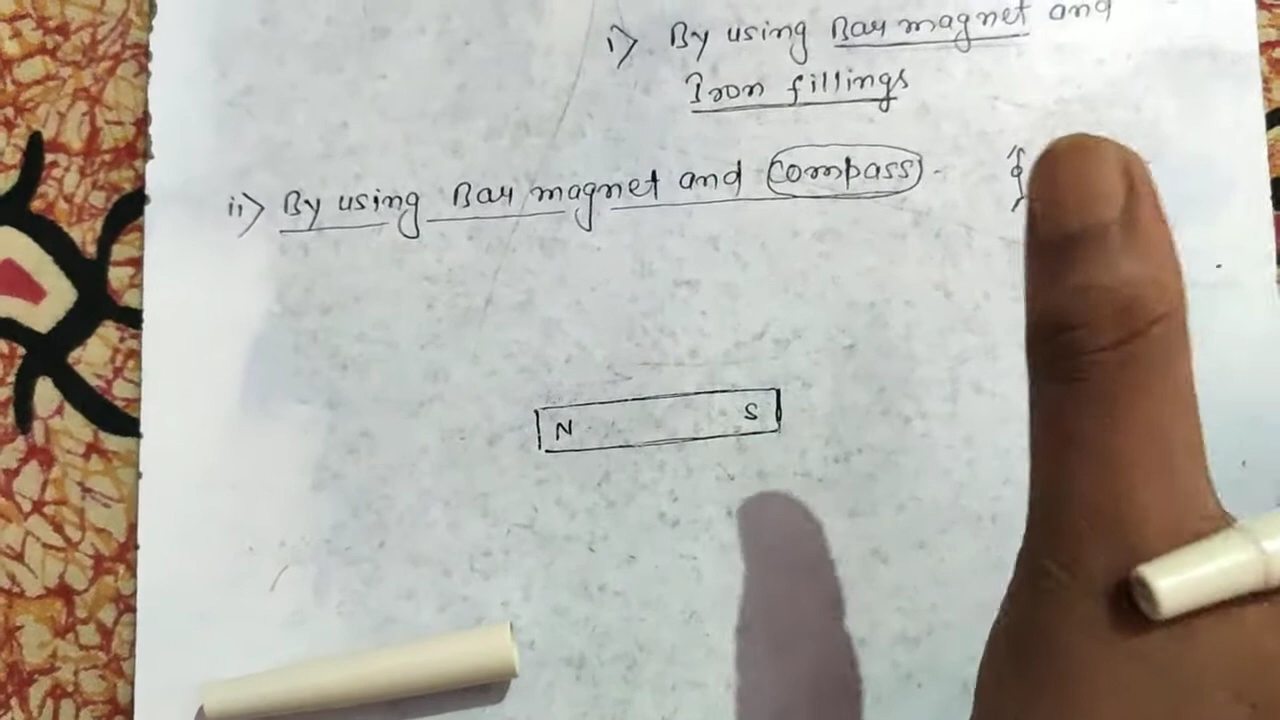 i) By using Bar magnet and
Iron fillings
ii) By using Bar magnet and compass.
N S